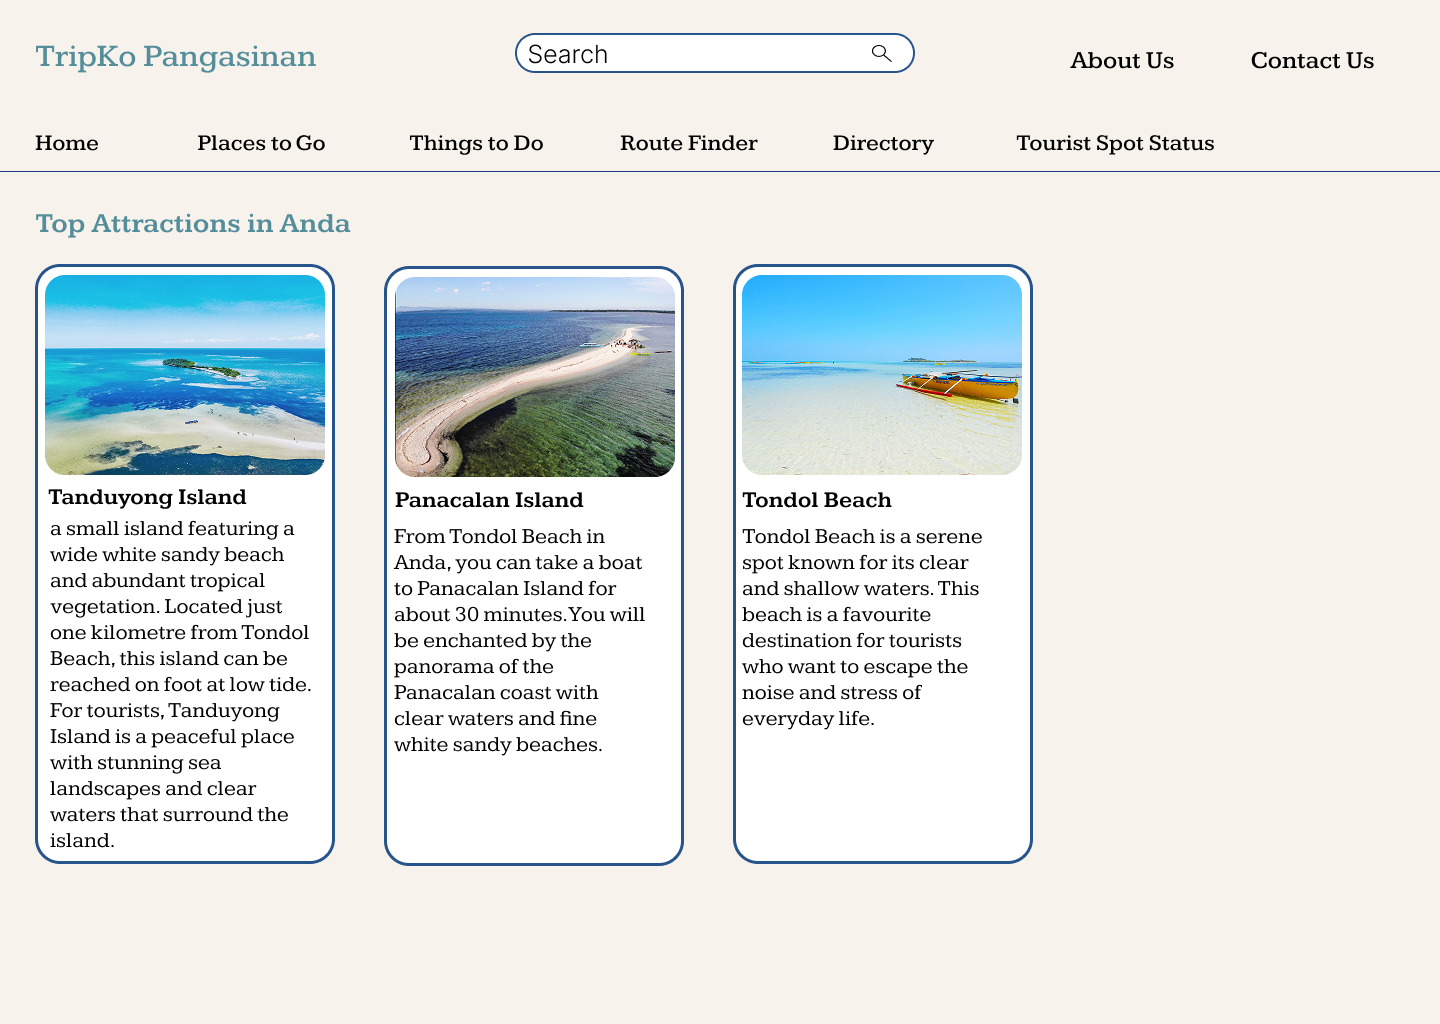 TripKo Pangasinan
Search
About Us
Contact Us
Home
Places to Go
Things to Do
Route Finder
Directory
Tourist Spot Status
Top Attractions in Anda
Tanduyong Island
a small island featuring a
wide white sandy beach
and abundant tropical
vegetation. Located just
one kilometre from Tondol
Beach, this island can be
reached on foot at low tide.
For tourists, Tanduyong
Island is a peaceful place
with stunning sea
landscapes and clear
waters that surround the
island.
Panacalan Island
From Tondol Beach in
Anda, you can take a boat
to Panacalan Island for
about 30 minutes.You will
be enchanted by the
panorama of the
Panacalan coast with
clear waters and fine
white sandy beaches.
Tondol Beach
Tondol Beach is a serene
spot known for its clear
and shallow waters. This
beach is a favourite
destination for tourists
who want to escape the
noise and stress of
everyday life.